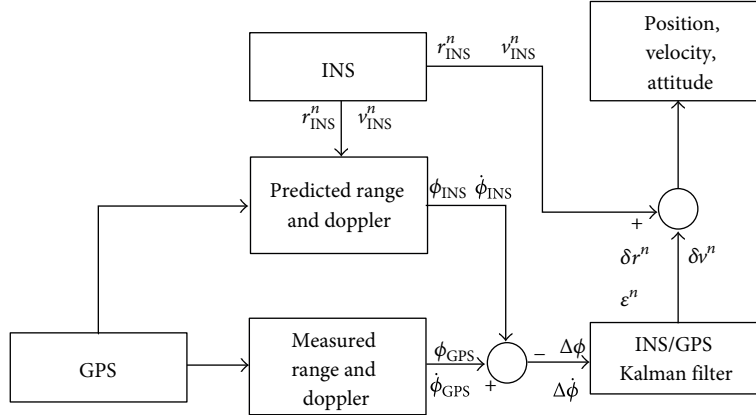 Position,
velocity,
attitude
INS
r^n_INS v^n_INS
r^n_INS v^n_INS
Predicted range
and doppler
ϕ_INS ϕ̇_INS
+
δr^n δv^n
ε^n
GPS
Measured
range and
doppler
ϕ_GPS
ϕ̇_GPS
+
− Δϕ
Δϕ̇
INS/GPS
Kalman filter